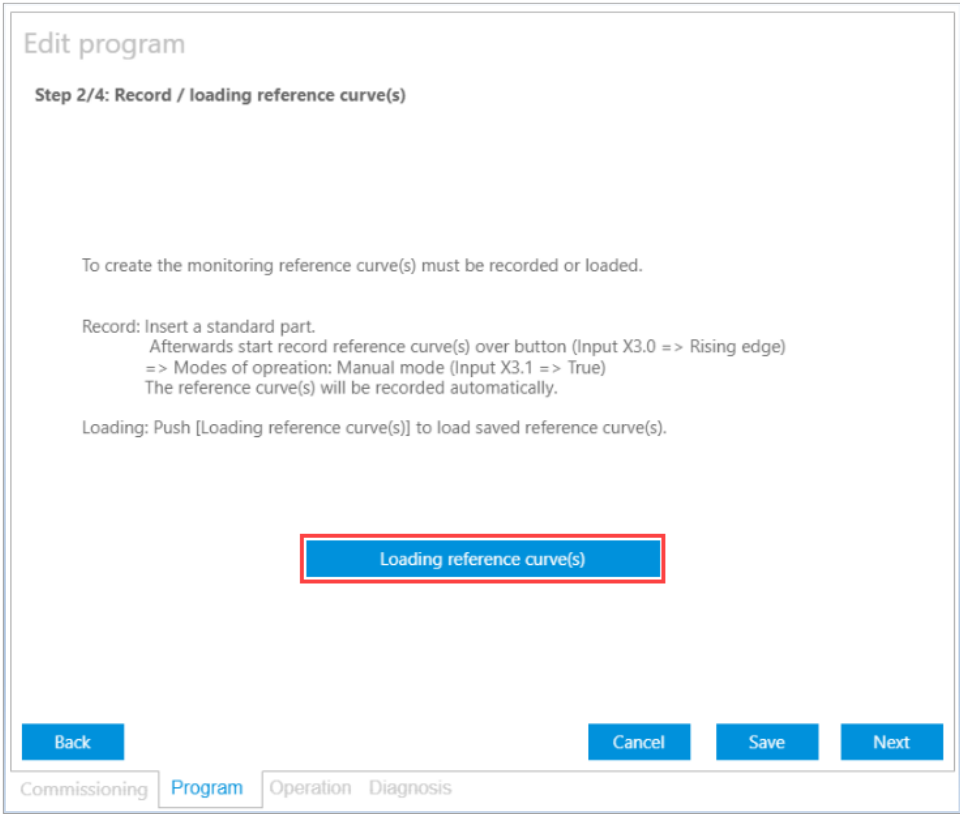 Edit program
Step 2/4: Record / loading reference curve(s)
To create the monitoring reference curve(s) must be recorded or loaded.
Record: Insert a standard part.
Afterwards start record reference curve(s) over button (Input X3.0 => Rising edge)
=> Modes of opreation: Manual mode (Input X3.1 => True)
The reference curve(s) will be recorded automatically.
Loading: Push [Loading reference curve(s)] to load saved reference curve(s).
Loading reference curve(s)
Back Cancel Save Next
Commissioning Program Operation Diagnosis